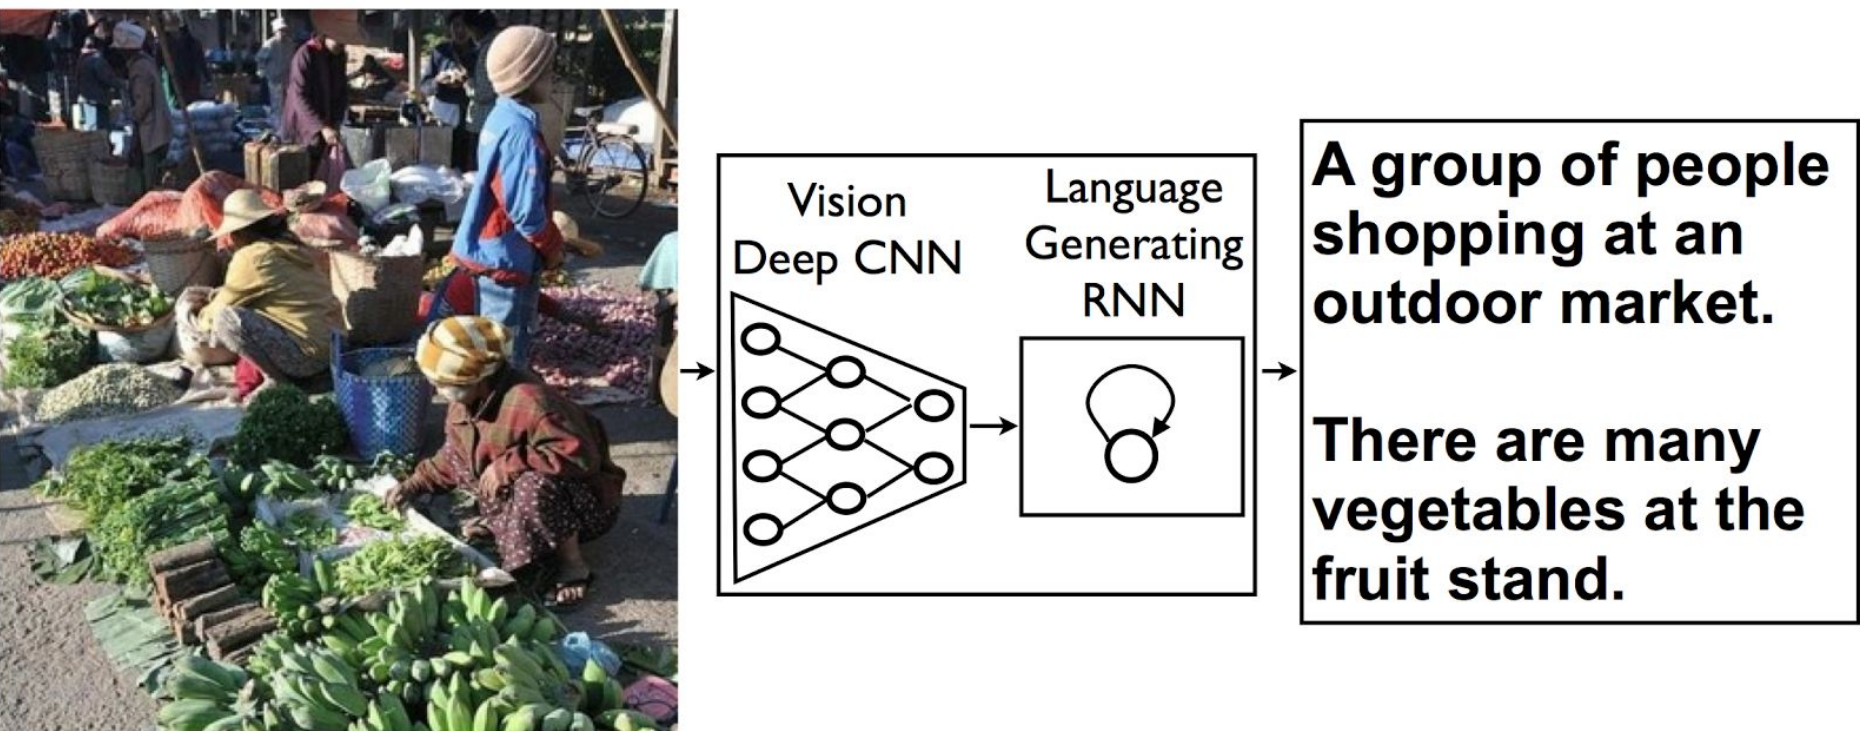 Vision
Deep CNN
Language
Generating
RNN
A group of people
shopping at an
outdoor market.
There are many
vegetables at the
fruit stand.